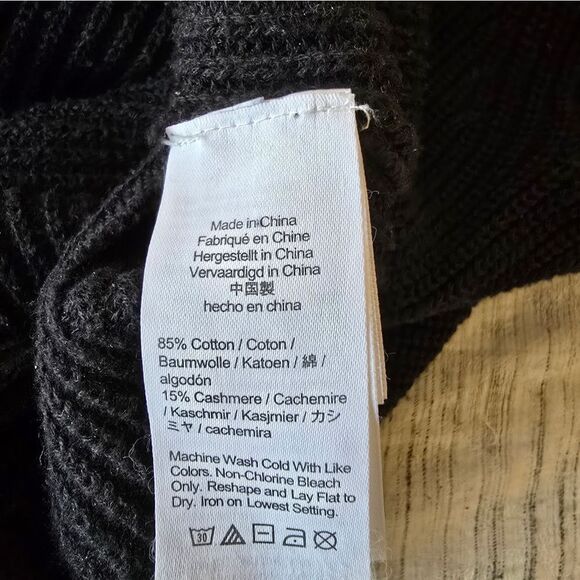 Made in China
Fabriqué en Chine
Hergestellt in China
Vervaardigd in China
中国製
hecho en china
85% Cotton / Coton /
Baumwolle / Katoen / 綿 /
algodón
15% Cashmere / Cachemire
/ Kaschmir / Kasjmier / カシ
ミヤ / cachemira
Machine Wash Cold With Like
Colors. Non-Chlorine Bleach
Only. Reshape and Lay Flat to
Dry. Iron on Lowest Setting.
30